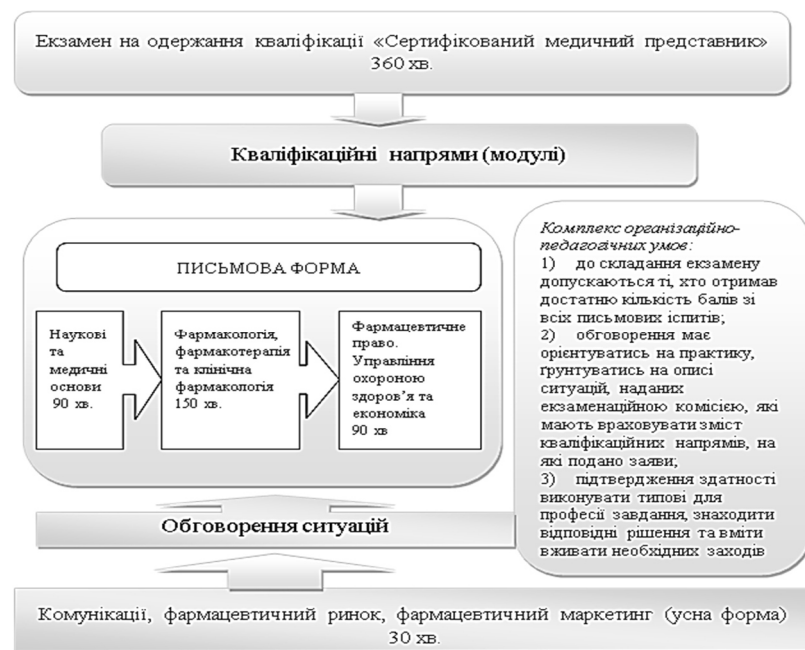 Екзамен на одержання кваліфікації «Сертифікований медичний представник»
360 хв.
Кваліфікаційні напрями (модулі)
ПИСЬМОВА ФОРМА
Наукові
та
медичні
основи
90 хв.
Фармакологія,
фармакотерапія
та клінічна
фармакологія
150 хв.
Фармацевтичне
право.
Управління
охороною
здоров’я та
економіка
90 хв
Комплекс організаційно-
педагогічних умов:
1) до складання екзамену
допускаються ті, хто отримав
достатню кількість балів зі
всіх письмових іспитів;
2) обговорення має
орієнтуватись на практику,
ґрунтуватись на описі
ситуацій, наданих
екзаменаційною комісією, які
мають враховувати зміст
кваліфікаційних напрямів, на
які подано заяви;
3) підтвердження здатності
виконувати типові для
професії завдання, знаходити
відповідні рішення та вміти
вживати необхідних заходів
Обговорення ситуацій
Комунікації, фармацевтичний ринок, фармацевтичний маркетинг (усна форма)
30 хв.